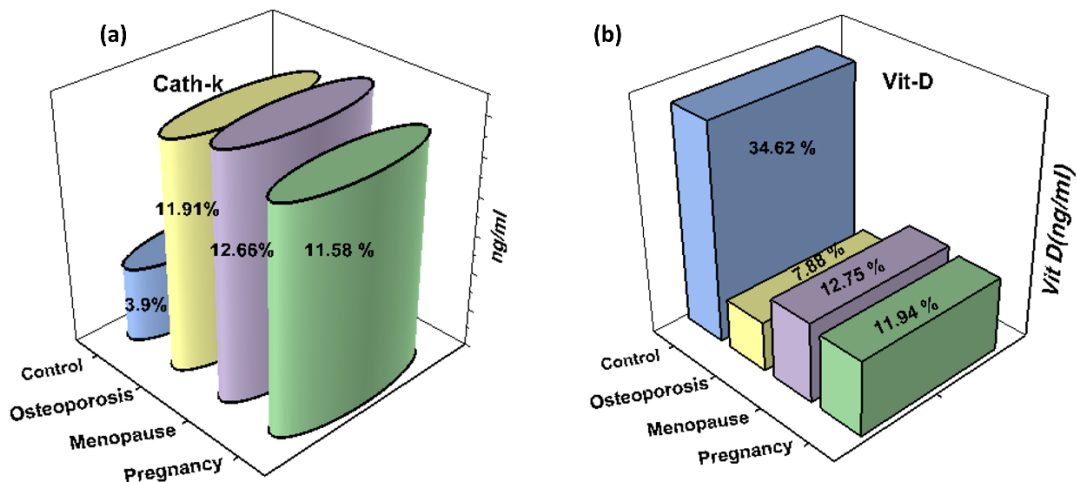 (a)
Cath-k
11.91%
12.66%
11.58 %
3.9%
ng/ml
Control
Osteoporosis
Menopause
Pregnancy
(b)
Vit-D
34.62 %
7.88 %
12.75 %
11.94 %
Vit D(ng/ml)
Control
Osteoporosis
Menopause
Pregnancy